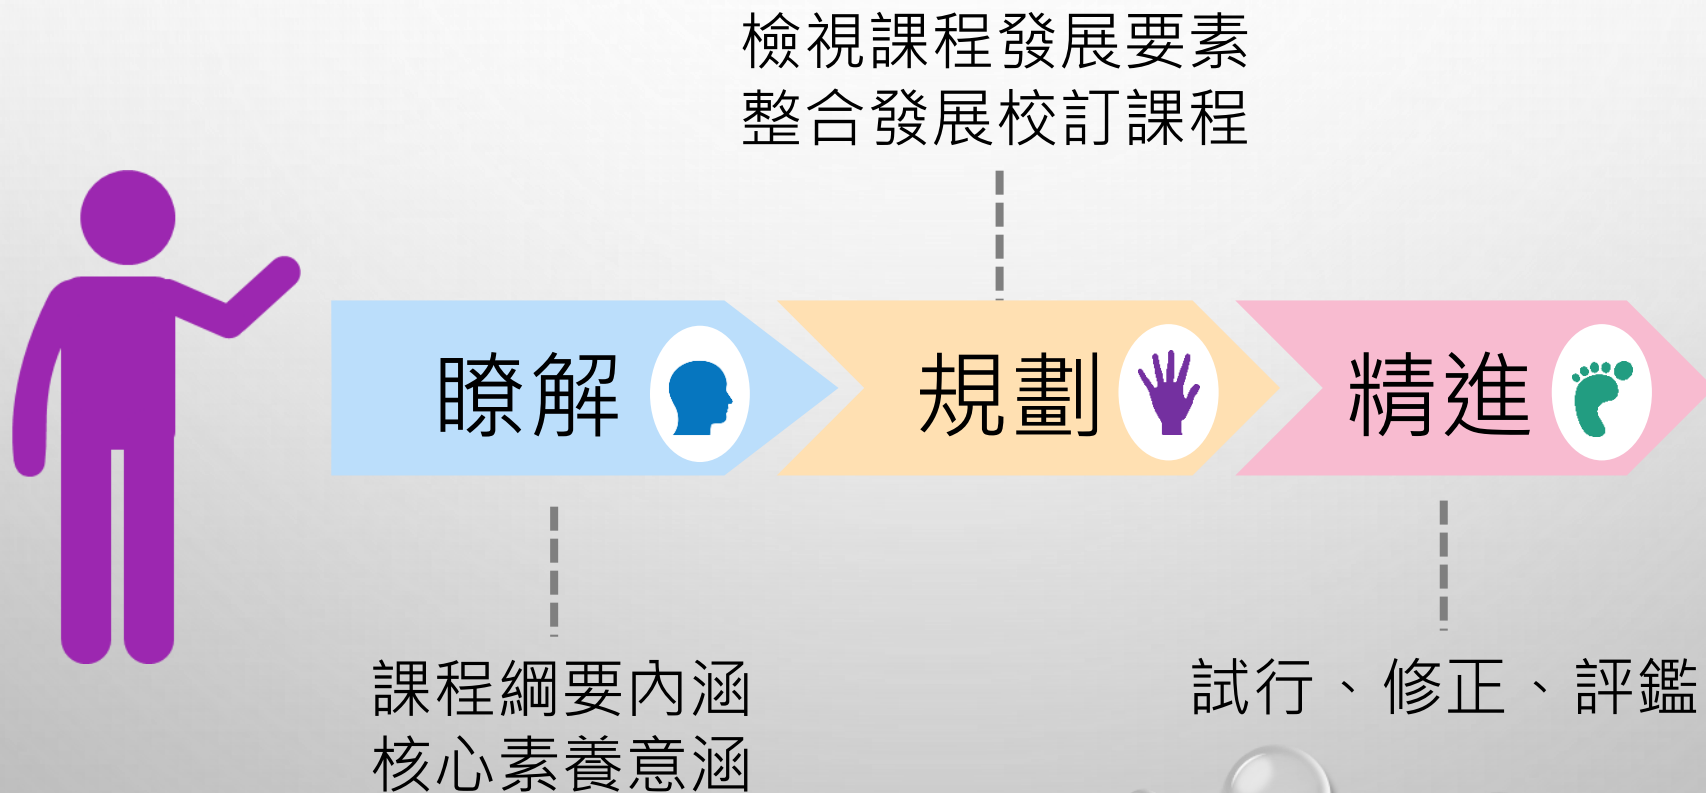 檢視課程發展要素
整合發展校訂課程
瞭解
規劃
精進
課程綱要內涵
核心素養意涵
試行、修正、評鑑